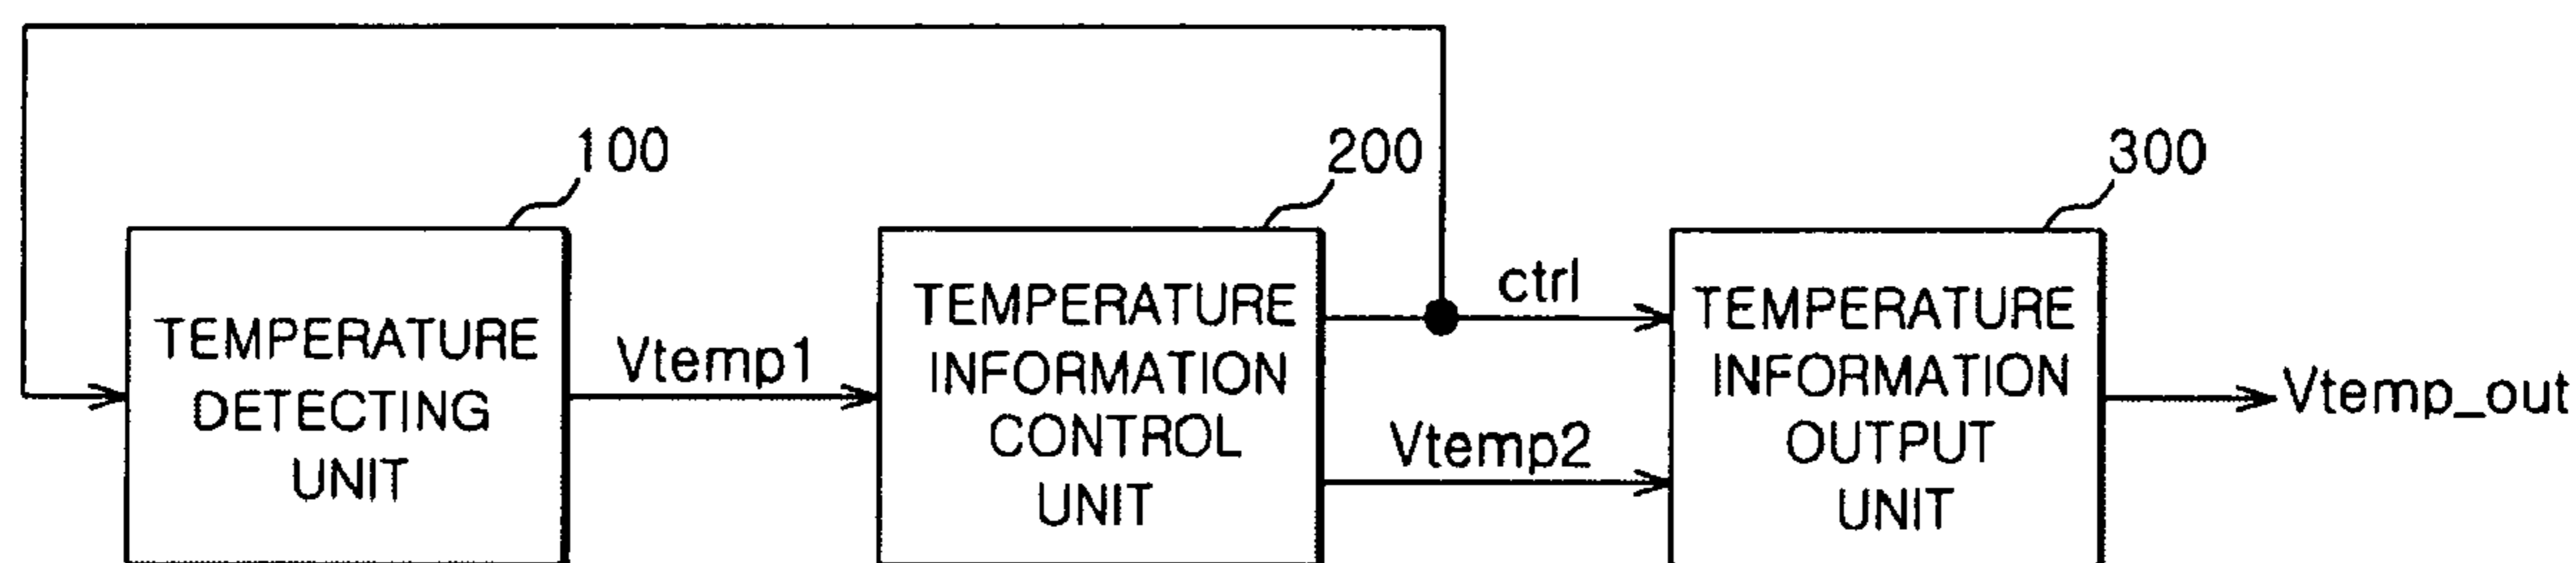 100
200
300
TEMPERATURE
DETECTING
UNIT
Vtemp1
TEMPERATURE
INFORMATION
CONTROL
UNIT
ctrl
Vtemp2
TEMPERATURE
INFORMATION
OUTPUT
UNIT
Vtemp_out